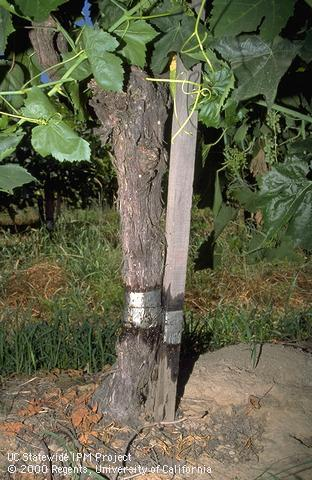 UC Statewide IPM Project
© 2000 Regents, University of California